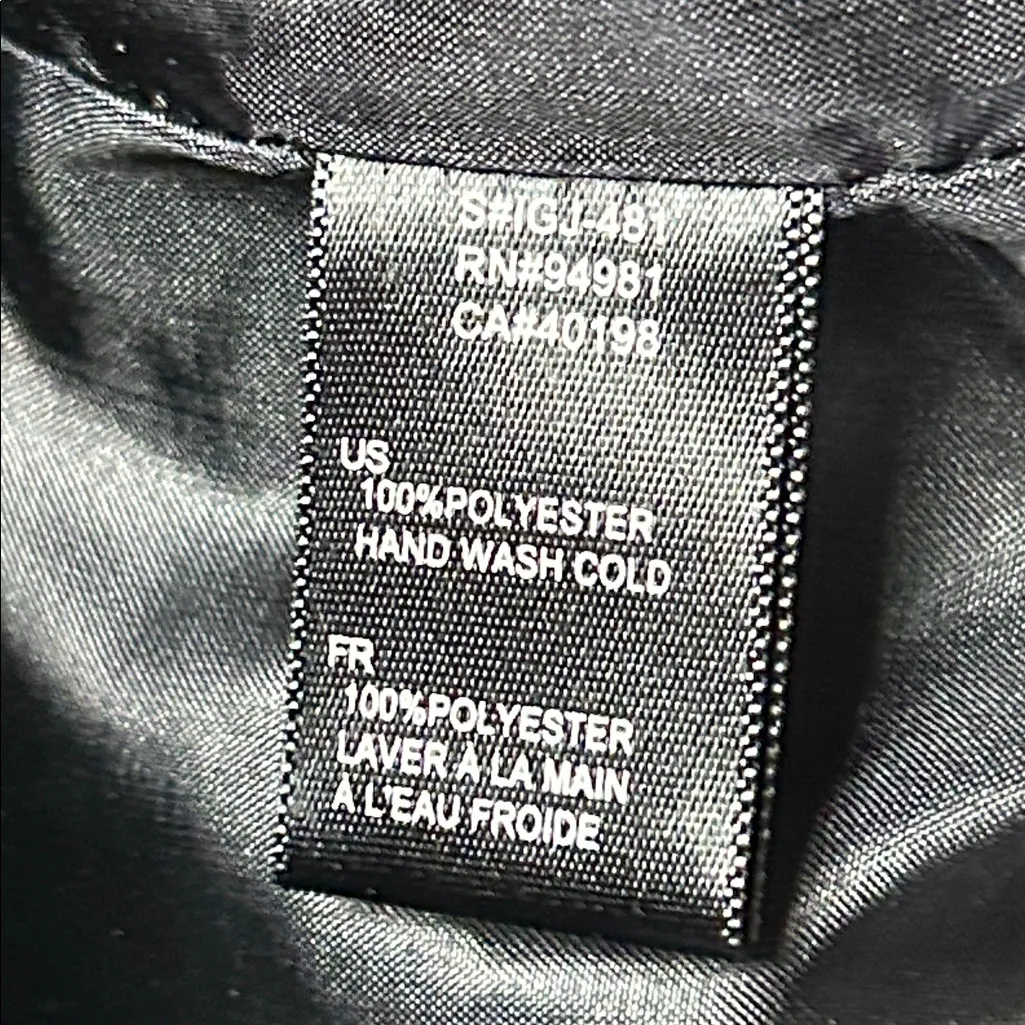 S#IGJ-481
RN#94981
CA#40198
US
100%POLYESTER
HAND WASH COLD
FR
100%POLYESTER
LAVER À LA MAIN
À L'EAU FROIDE